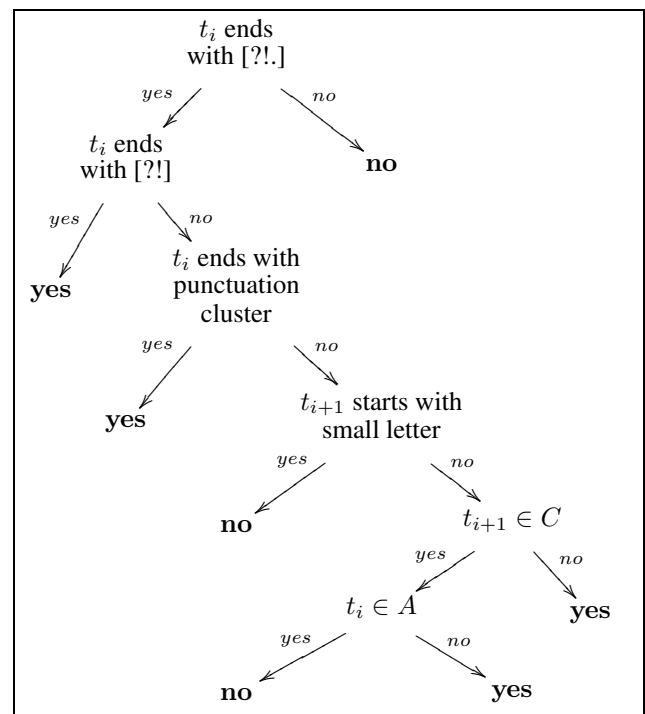 t_i ends
with [?!.]
yes
no
t_i ends
with [?!]
no
yes
no
t_i ends with
punctuation
cluster
yes
yes
no
t_{i+1} starts with
small letter
yes
yes
no
no
t_{i+1} ∈ C
yes
no
t_i ∈ A
yes
yes
no
no
yes